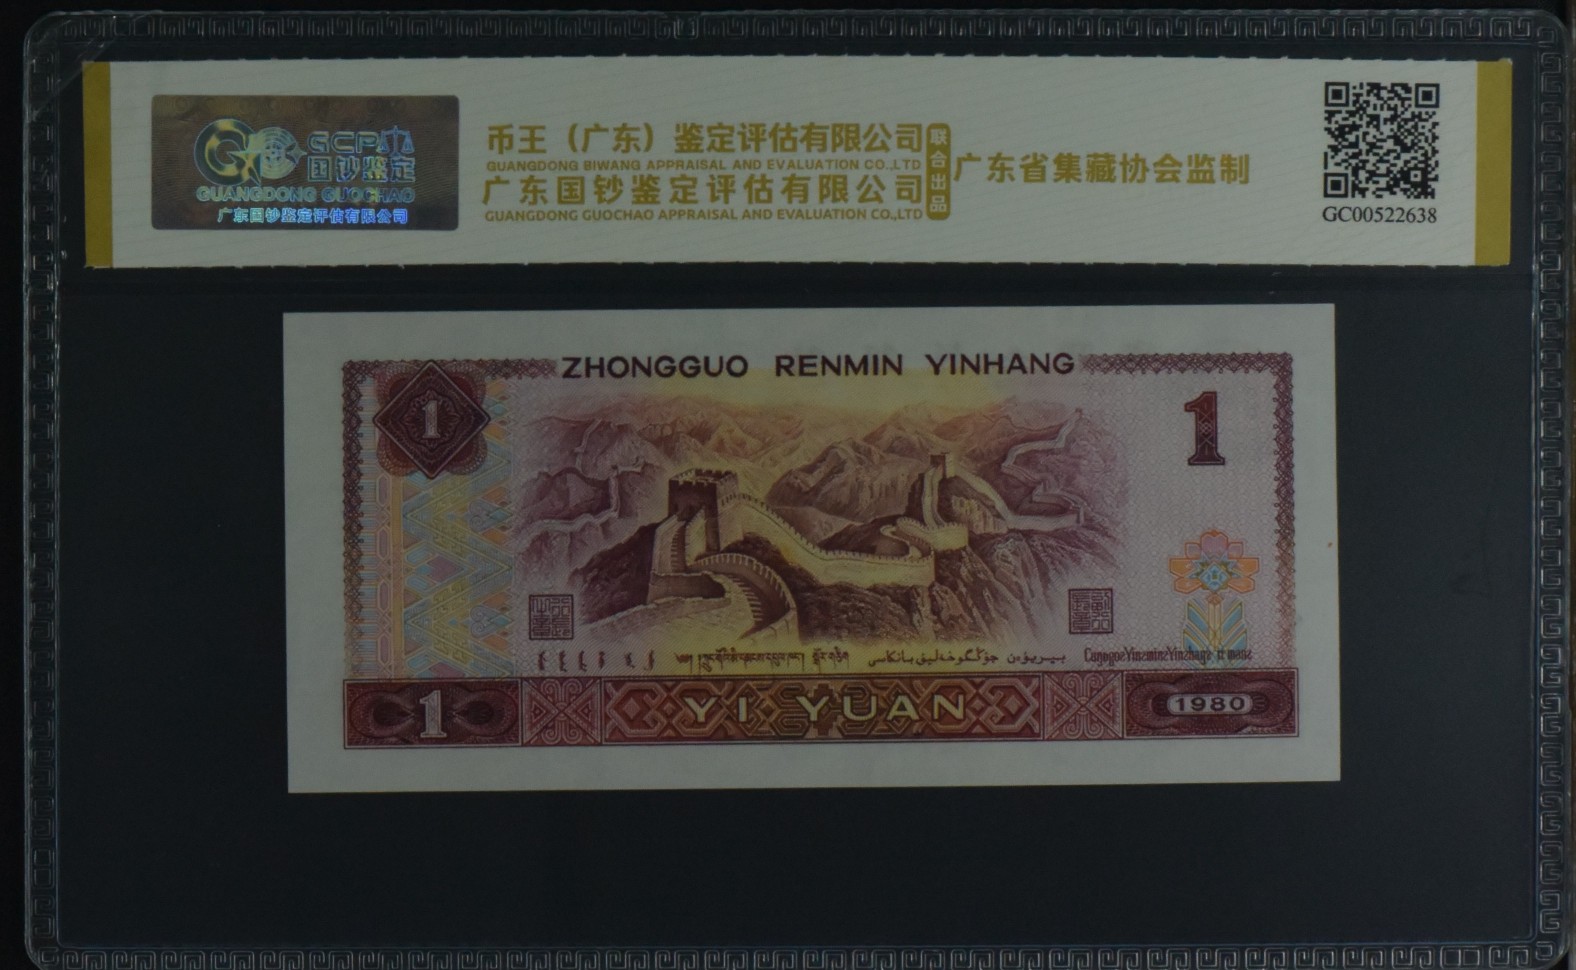 GCP
国钞鉴定
GUANGDONG GUOCHAO
广东国钞鉴定评估有限公司
币王（广东）鉴定评估有限公司
GUANGDONG BIWANG APPRAISAL AND EVALUATION CO.,LTD
广东国钞鉴定评估有限公司
GUANGDONG GUOCHAO APPRAISAL AND EVALUATION CO.,LTD
联合出品
广东省集藏协会监制
GC00522638
ZHONGGUO RENMIN YINHANG
1
1
1
YI YUAN
1980